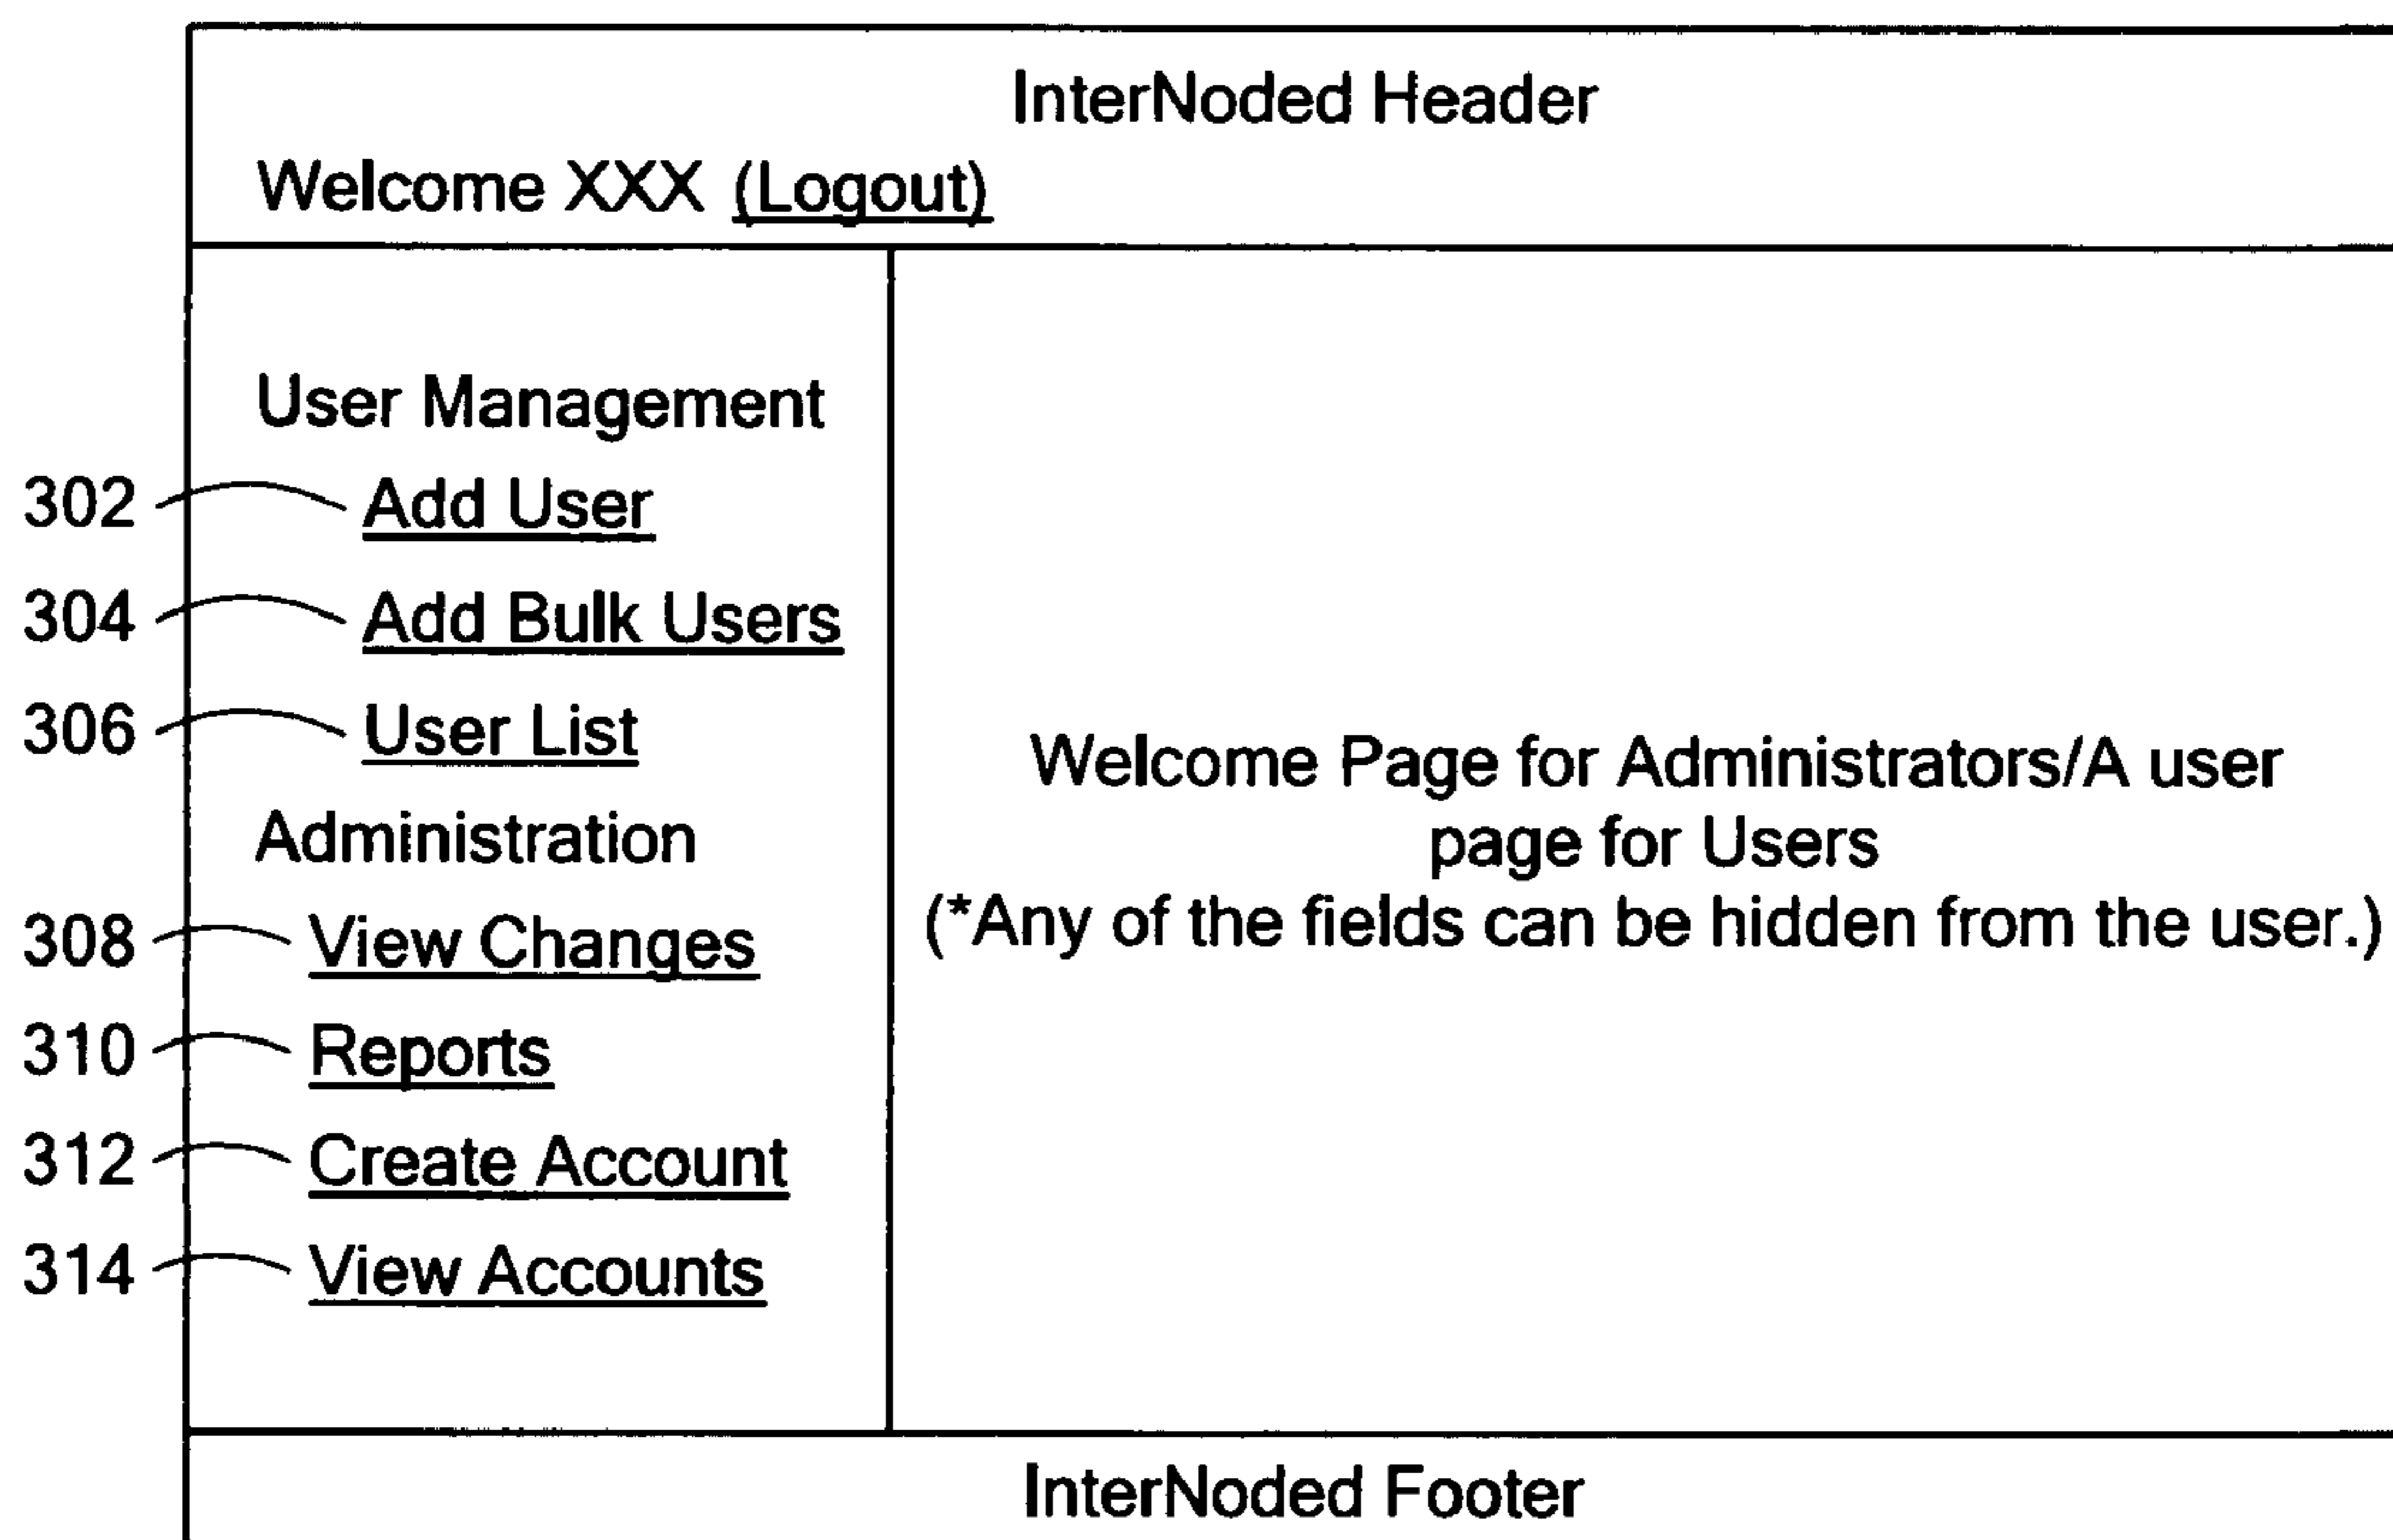 InterNoded Header
Welcome XXX (Logout)
User Management
302 Add User
304 Add Bulk Users
306 User List
Administration
308 View Changes
310 Reports
312 Create Account
314 View Accounts
Welcome Page for Administrators/A user
page for Users
(*Any of the fields can be hidden from the user.)
InterNoded Footer